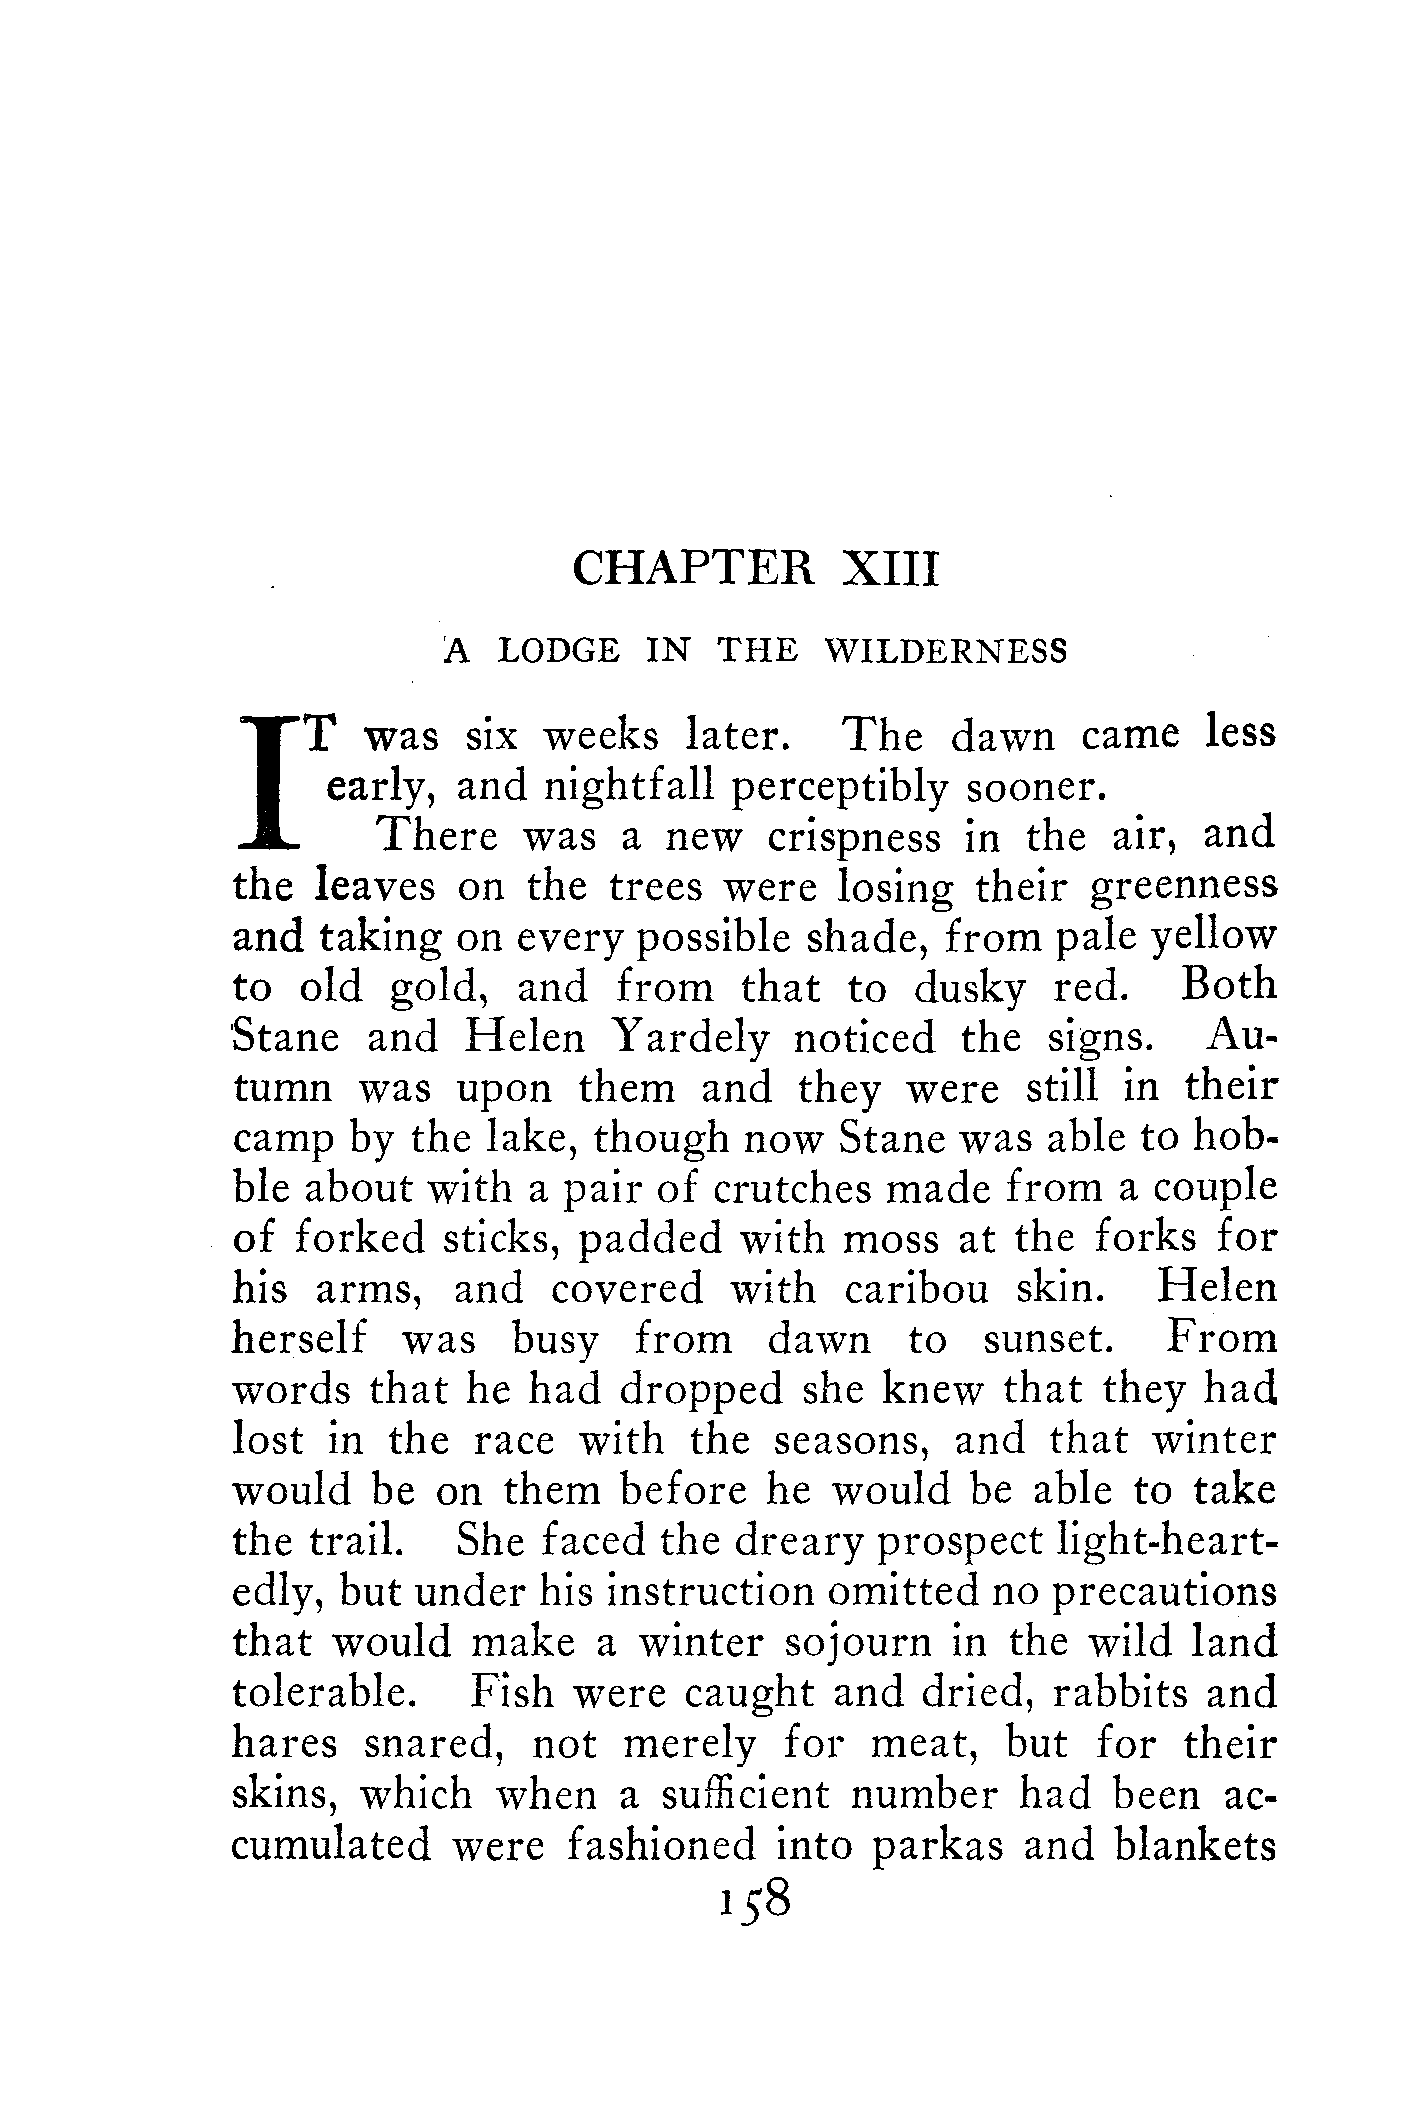 CHAPTER XIII
A LODGE IN THE WILDERNESS
IT was six weeks later. The dawn came less
early, and nightfall perceptibly sooner.
There was a new crispness in the air, and
the leaves on the trees were losing their greenness
and taking on every possible shade, from pale yellow
to old gold, and from that to dusky red. Both
Stane and Helen Yardely noticed the signs. Au-
tumn was upon them and they were still in their
camp by the lake, though now Stane was able to hob-
ble about with a pair of crutches made from a couple
of forked sticks, padded with moss at the forks for
his arms, and covered with caribou skin. Helen
herself was busy from dawn to sunset. From
words that he had dropped she knew that they had
lost in the race with the seasons, and that winter
would be on them before he would be able to take
the trail. She faced the dreary prospect light-heart-
edly, but under his instruction omitted no precautions
that would make a winter sojourn in the wild land
tolerable. Fish were caught and dried, rabbits and
hares snared, not merely for meat, but for their
skins, which when a sufficient number had been ac-
cumulated were fashioned into parkas and blankets
158